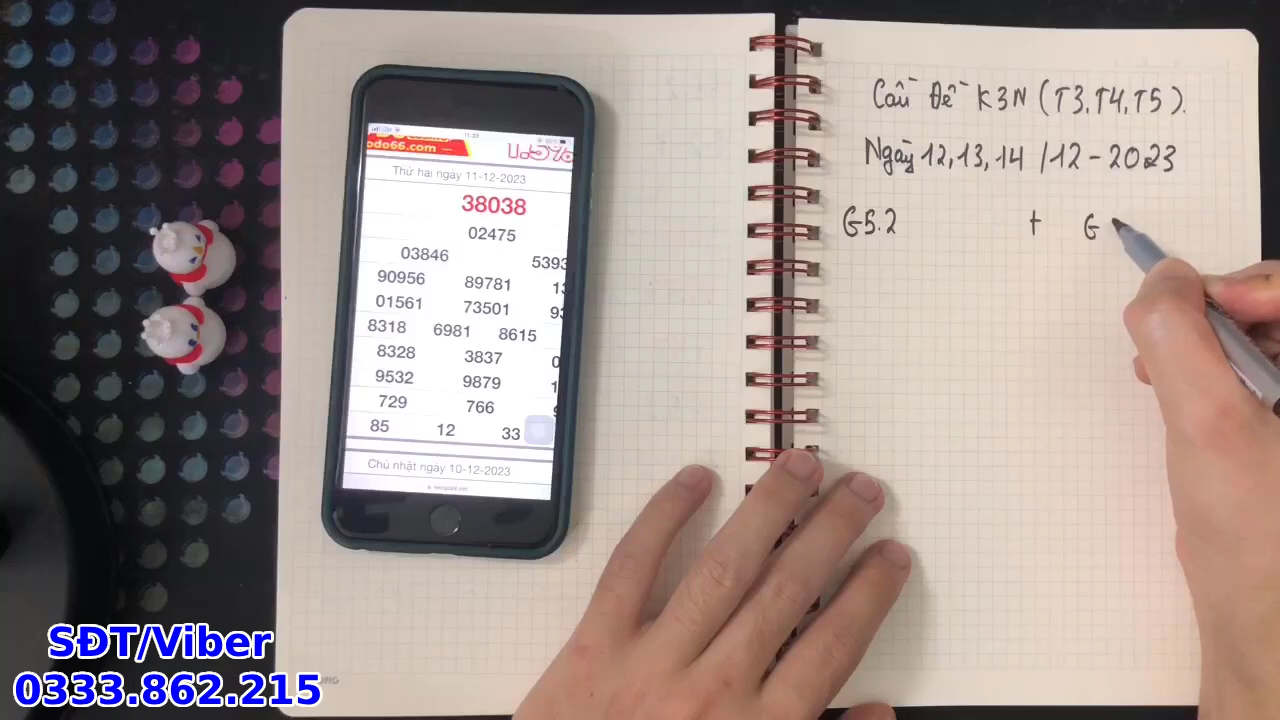 odo66.com
1.5%
Thứ hai ngày 11-12-2023
38038
02475
03846 5393
90956 89781
01561 73501
8318 6981 8615
8328 3837
9532 9879
729 766
85 12 33
Chủ nhật ngày 10-12-2023
Cầu Đề K3N (T3,T4,T5).
Ngày 12,13,14 /12-2023
G5.2 + G
SĐT/Viber
0333.862.215